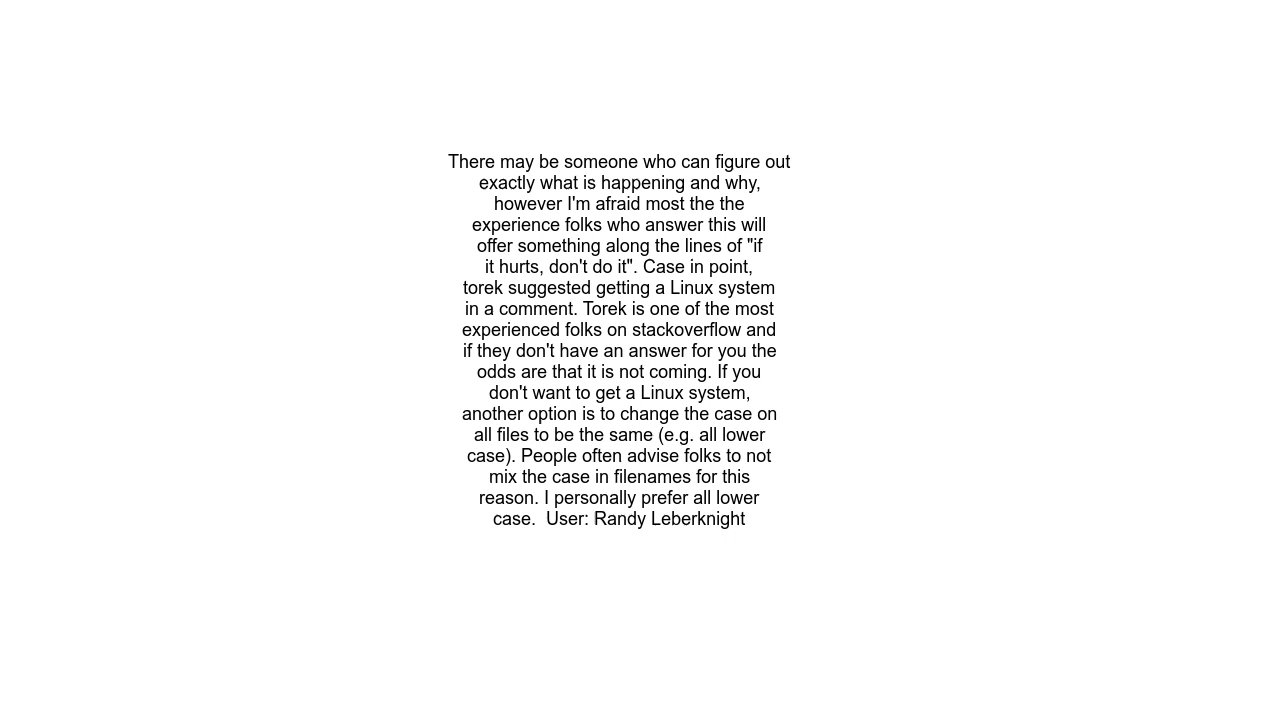 There may be someone who can figure out
exactly what is happening and why,
however I'm afraid most the the
experience folks who answer this will
offer something along the lines of "if
it hurts, don't do it". Case in point,
torek suggested getting a Linux system
in a comment. Torek is one of the most
experienced folks on stackoverflow and
if they don't have an answer for you the
odds are that it is not coming. If you
don't want to get a Linux system,
another option is to change the case on
all files to be the same (e.g. all lower
case). People often advise folks to not
mix the case in filenames for this
reason. I personally prefer all lower
case.  User: Randy Leberknight